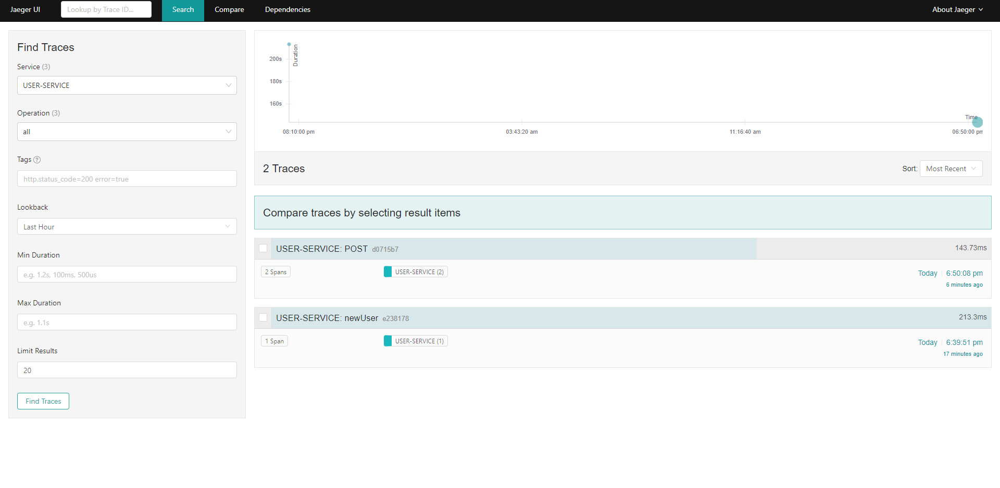 Jaeger UI
Lookup by Trace ID...
Search
Compare
Dependencies
About Jaeger
Find Traces
Service (3)
USER-SERVICE
Operation (3)
all
Tags ?
http.status_code=200 error=true
Lookback
Last Hour
Min Duration
e.g. 1.2s, 100ms, 500us
Max Duration
e.g. 1.1s
Limit Results
20
Find Traces
Duration
200s
180s
160s
Time
08:10:00 pm
03:43:20 am
11:16:40 am
06:50:00 pm
2 Traces
Sort: Most Recent
Compare traces by selecting result items
USER-SERVICE: POST d0715b7
143.73ms
2 Spans
USER-SERVICE (2)
Today 6:50:08 pm
6 minutes ago
USER-SERVICE: newUser e238178
213.3ms
1 Span
USER-SERVICE (1)
Today 6:39:51 pm
17 minutes ago